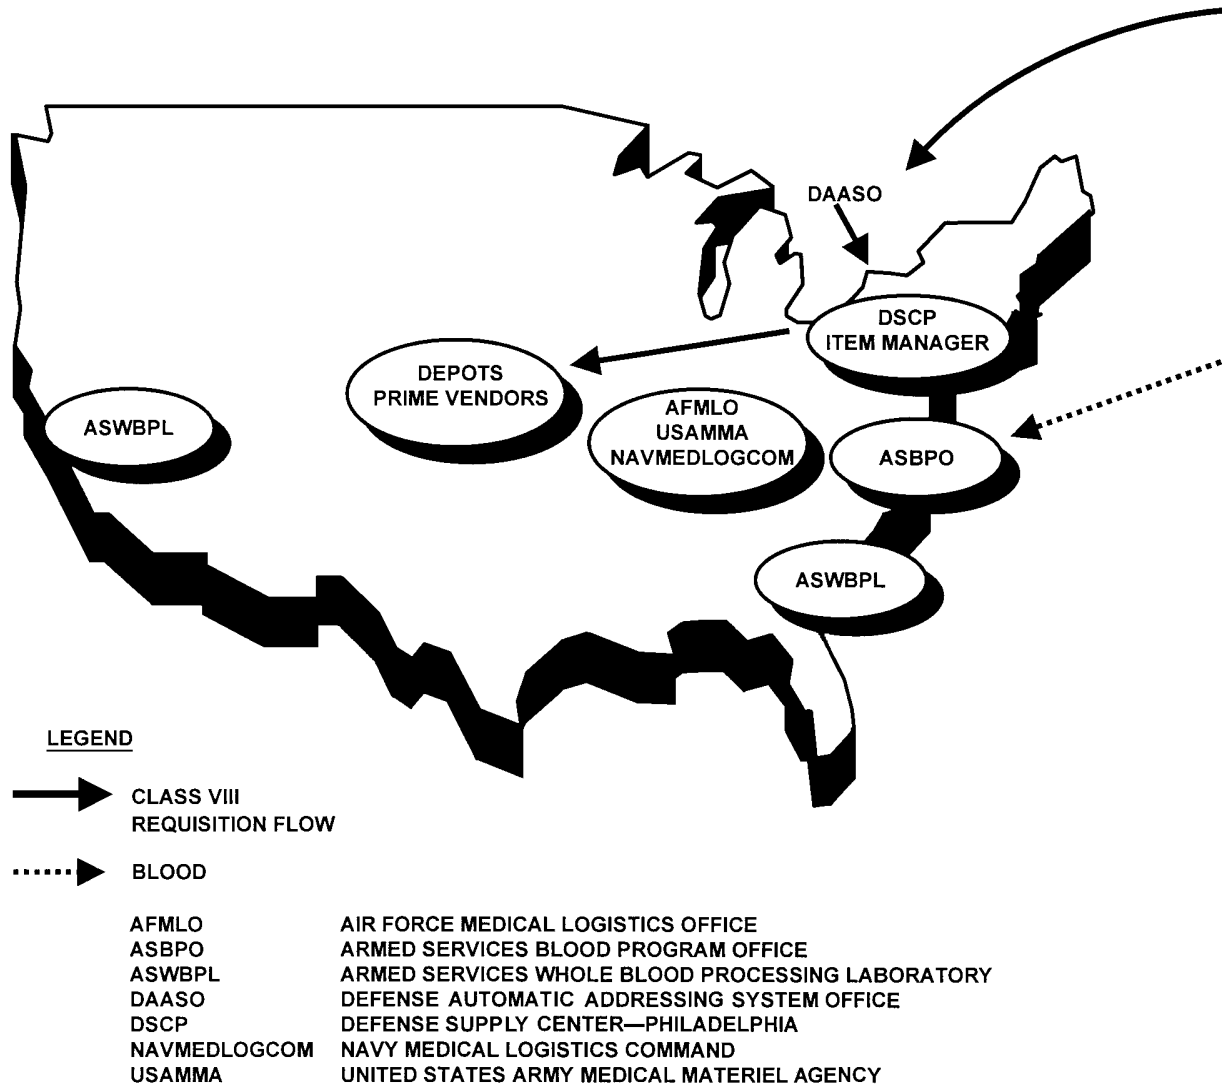 DAASO
DSCP
ITEM MANAGER
DEPOTS
PRIME VENDORS
ASWBPL
AFMLO
USAMMA
NAVMEDLOGCOM
ASBPO
ASWBPL
LEGEND
CLASS VIII
REQUISITION FLOW
BLOOD
AFMLO AIR FORCE MEDICAL LOGISTICS OFFICE
ASBPO ARMED SERVICES BLOOD PROGRAM OFFICE
ASWBPL ARMED SERVICES WHOLE BLOOD PROCESSING LABORATORY
DAASO DEFENSE AUTOMATIC ADDRESSING SYSTEM OFFICE
DSCP DEFENSE SUPPLY CENTER—PHILADELPHIA
NAVMEDLOGCOM NAVY MEDICAL LOGISTICS COMMAND
USAMMA UNITED STATES ARMY MEDICAL MATERIEL AGENCY